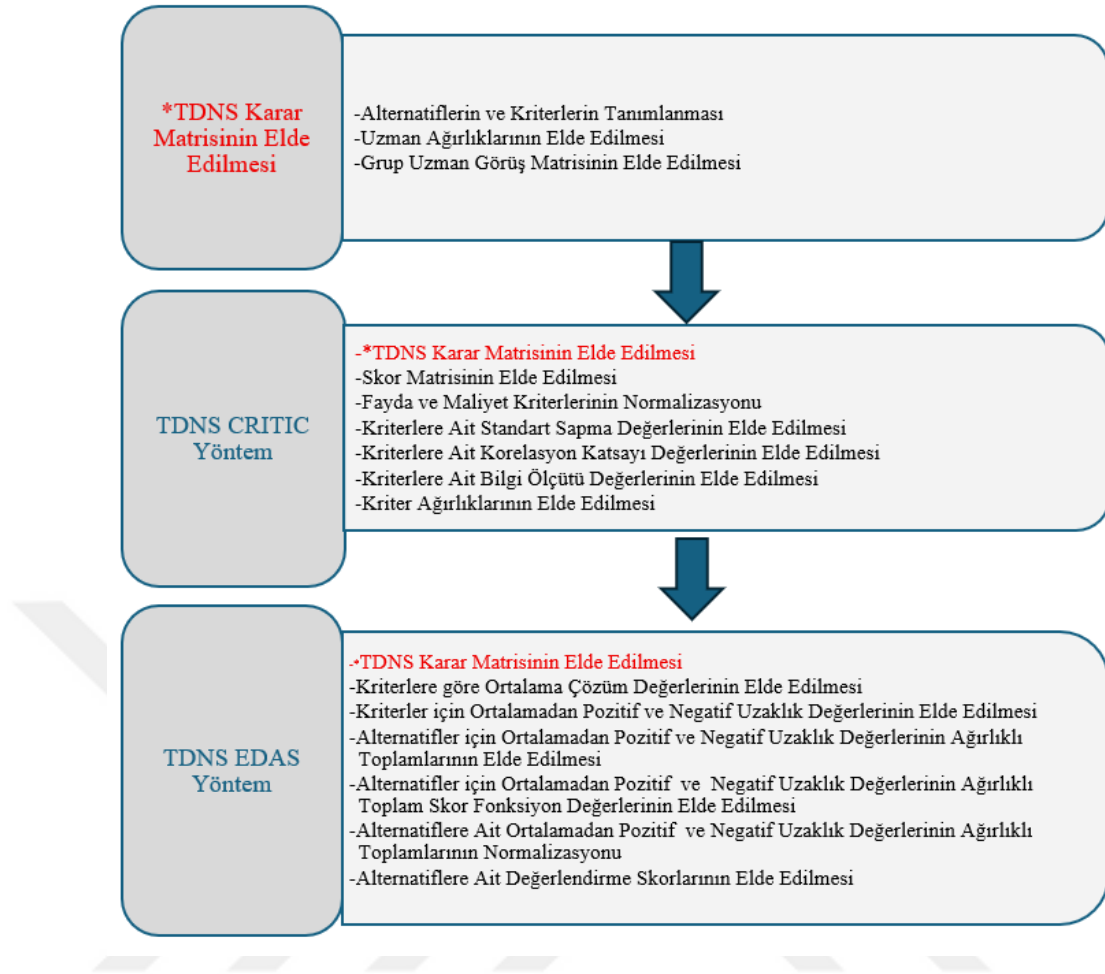 *TDNS Karar
Matrisinin Elde
Edilmesi
-Alternatiflerin ve Kriterlerin Tanımlanması
-Uzman Ağırlıklarının Elde Edilmesi
-Grup Uzman Görüş Matrisinin Elde Edilmesi
TDNS CRITIC
Yöntem
-*TDNS Karar Matrisinin Elde Edilmesi
-Skor Matrisinin Elde Edilmesi
-Fayda ve Maliyet Kriterlerinin Normalizasyonu
-Kriterlere Ait Standart Sapma Değerlerinin Elde Edilmesi
-Kriterlere Ait Korelasyon Katsayı Değerlerinin Elde Edilmesi
-Kriterlere Ait Bilgi Ölçütü Değerlerinin Elde Edilmesi
-Kriter Ağırlıklarının Elde Edilmesi
TDNS EDAS
Yöntem
-*TDNS Karar Matrisinin Elde Edilmesi
-Kriterlere göre Ortalama Çözüm Değerlerinin Elde Edilmesi
-Kriterler için Ortalamadan Pozitif ve Negatif Uzaklık Değerlerinin Elde Edilmesi
-Alternatifler için Ortalamadan Pozitif ve Negatif Uzaklık Değerlerinin Ağırlıklı
Toplamlarının Elde Edilmesi
-Alternatifler için Ortalamadan Pozitif ve Negatif Uzaklık Değerlerinin Ağırlıklı
Toplam Skor Fonksiyon Değerlerinin Elde Edilmesi
-Alternatiflere Ait Ortalamadan Pozitif ve Negatif Uzaklık Değerlerinin Ağırlıklı
Toplamlarının Normalizasyonu
-Alternatiflere Ait Değerlendirme Skorlarının Elde Edilmesi